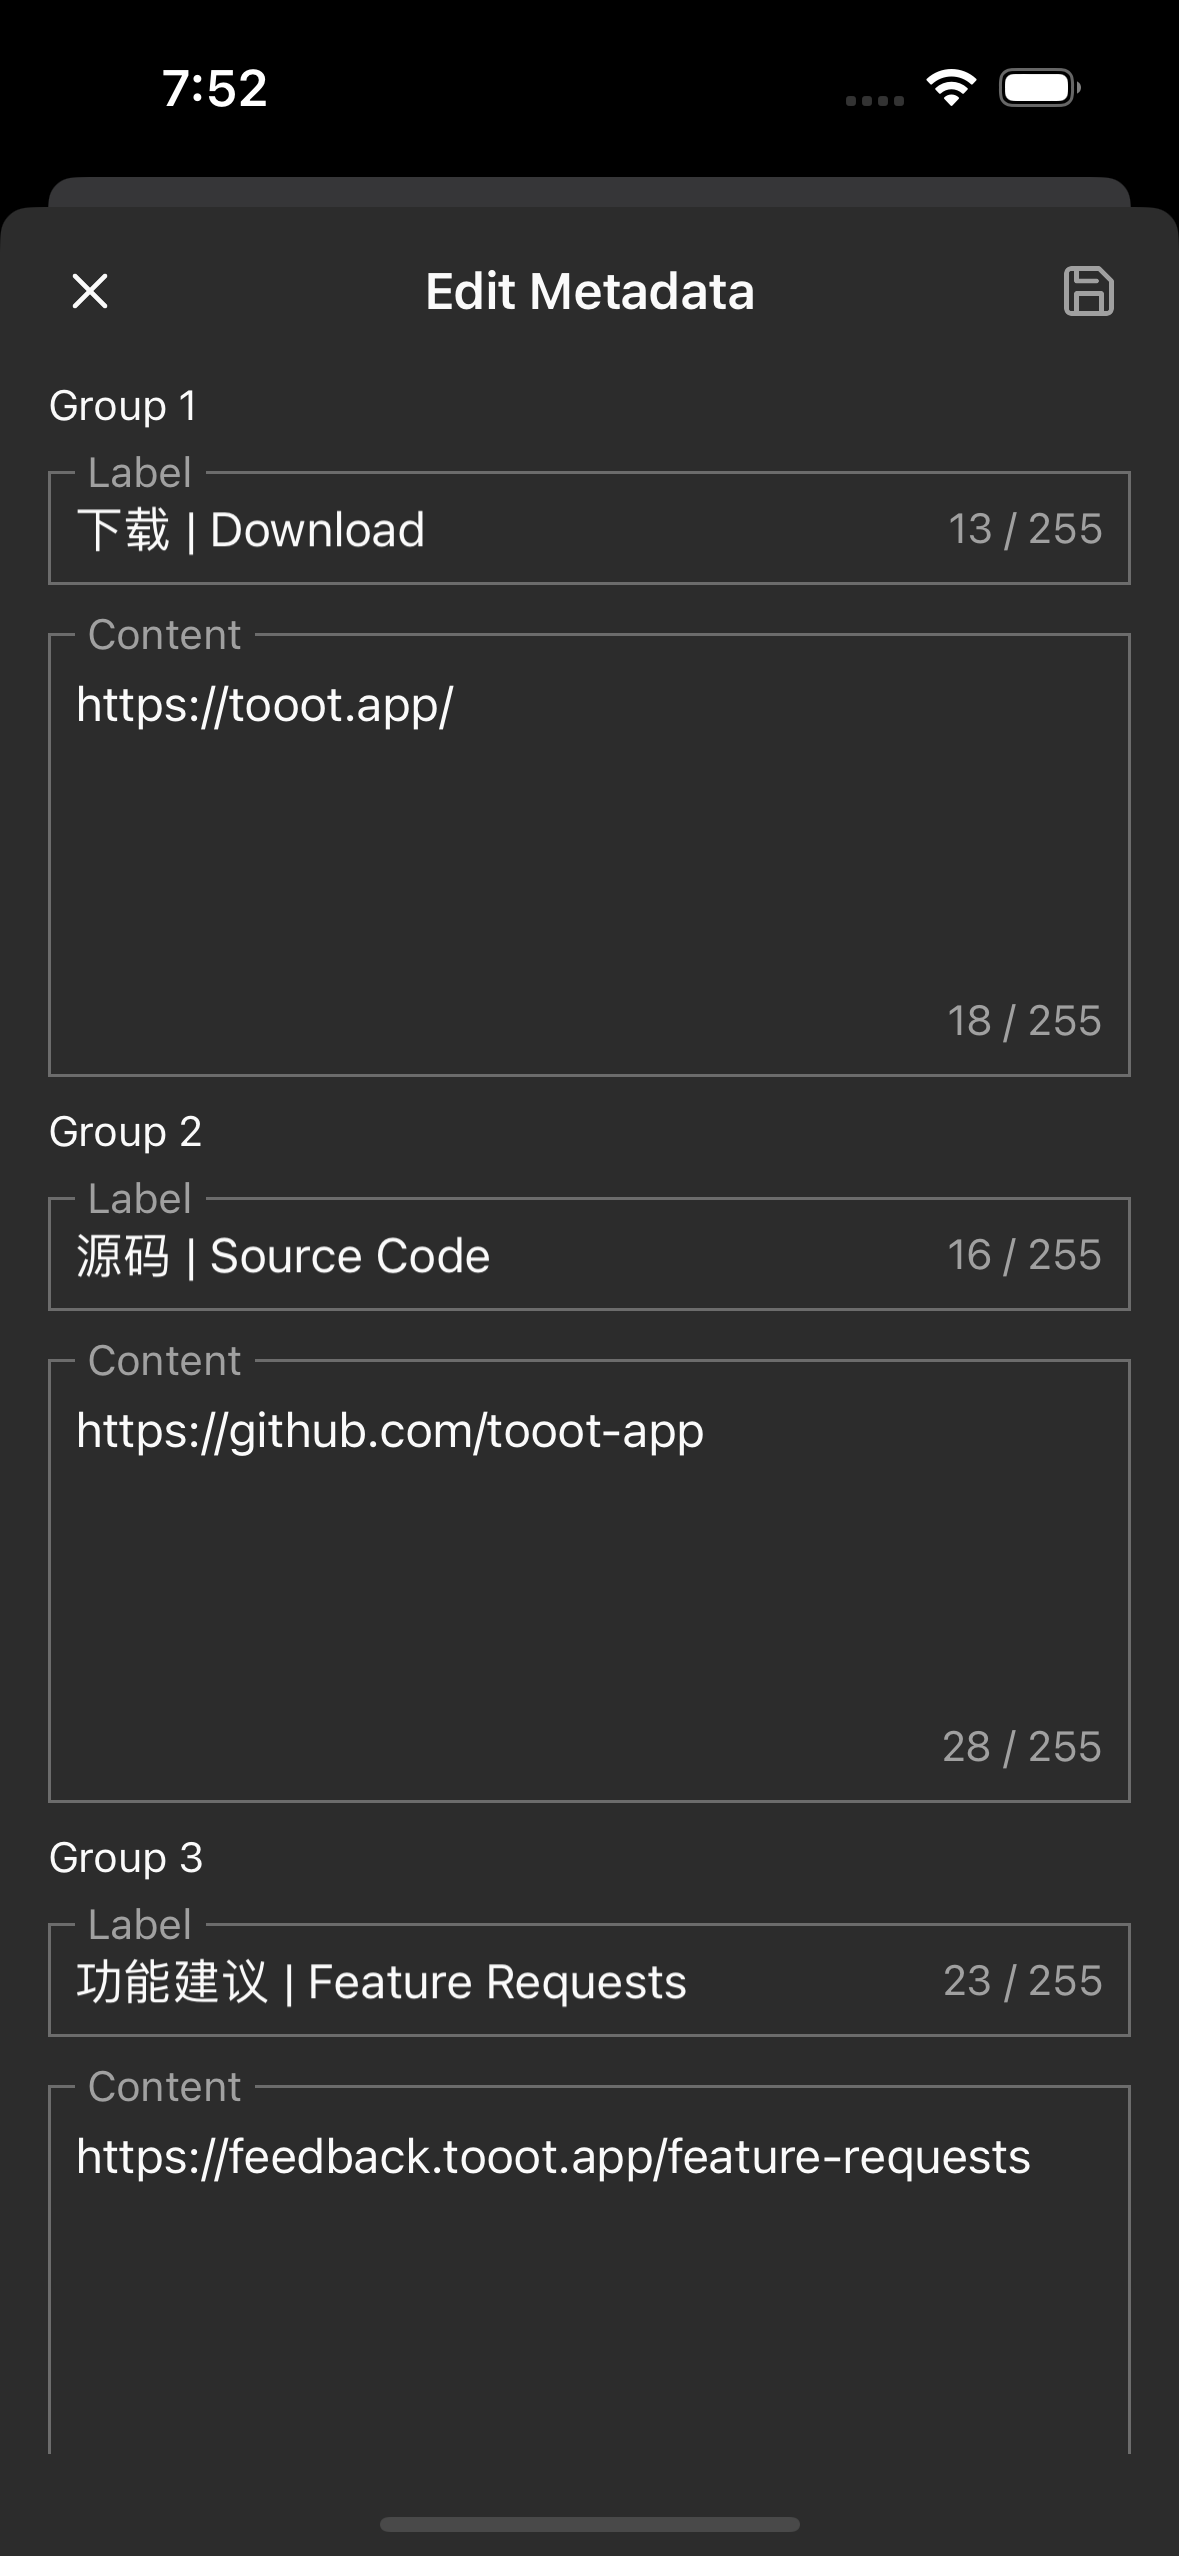 7:52
Edit Metadata
Group 1
Label
下载 | Download
13 / 255
Content
https://tooot.app/
18 / 255
Group 2
Label
源码 | Source Code
16 / 255
Content
https://github.com/tooot-app
28 / 255
Group 3
Label
功能建议 | Feature Requests
23 / 255
Content
https://feedback.tooot.app/feature-requests